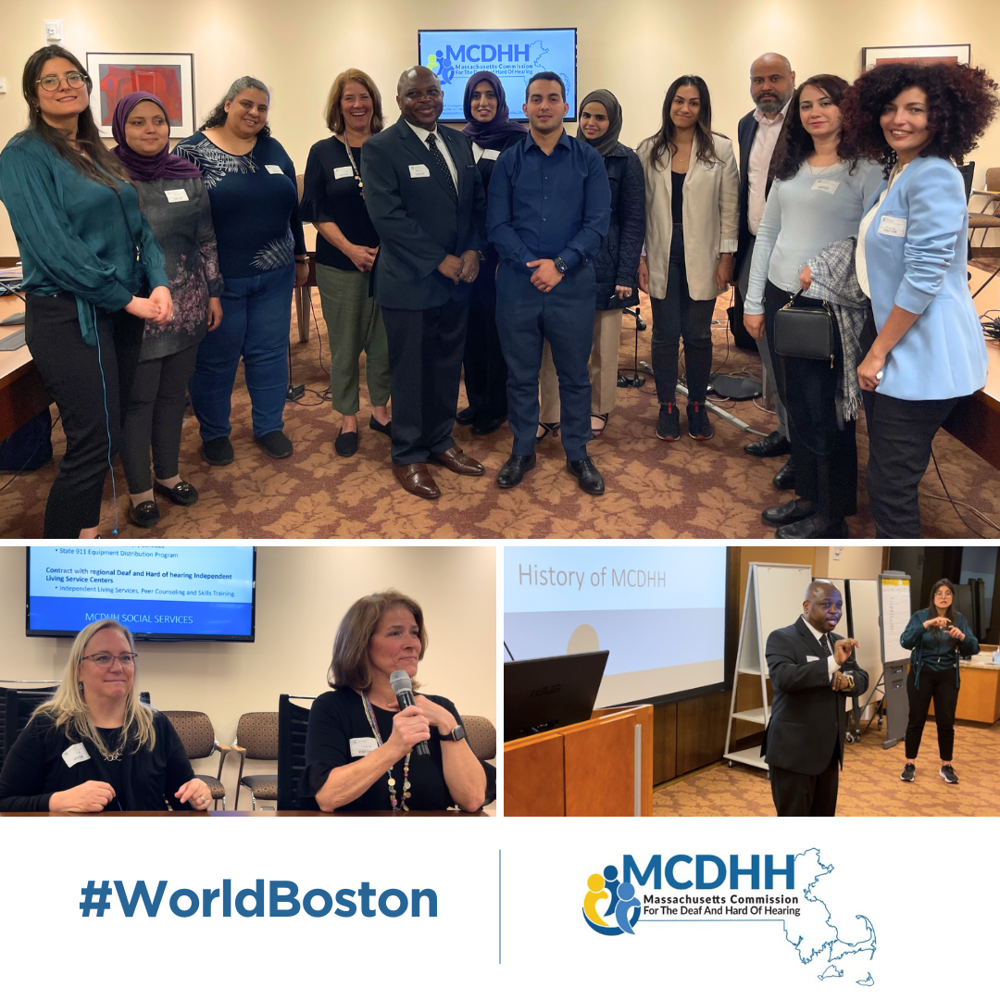 MCDHH
Massachusetts Commission
For The Deaf And Hard Of Hearing
• State 911 Equipment Distribution Program
Contract with regional Deaf and Hard of hearing Independent
Living Service Centers
• Independent Living Services, Peer Counseling and Skills Training.
MCDHH SOCIAL SERVICES
History of MCDHH
ASUS
#WorldBoston
MCDHH
Massachusetts Commission
For The Deaf And Hard Of Hearing